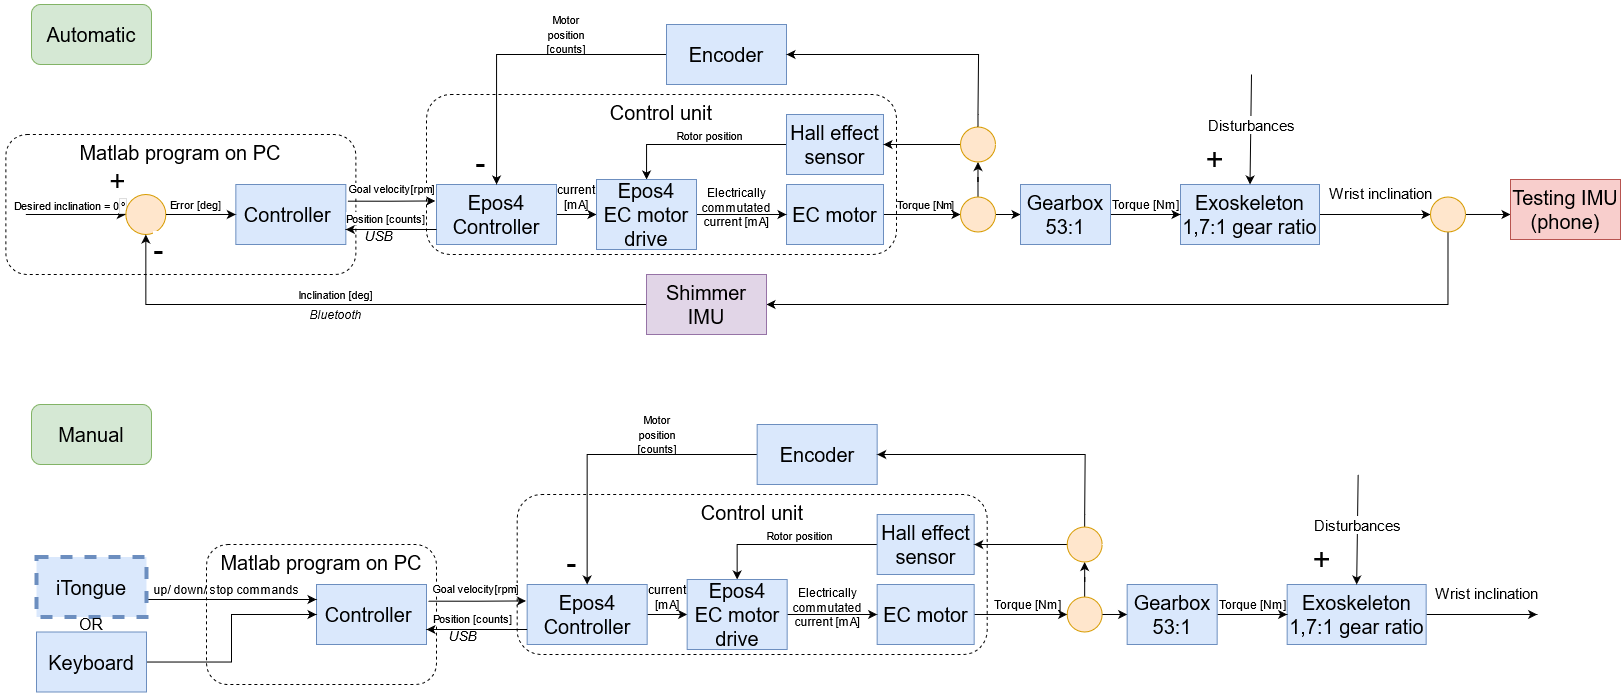 Automatic
Motor
position
[counts]
Encoder
Control unit
Disturbances
+
Matlab program on PC
+
Desired inclination = 0°
Error [deg]
Controller
Goal velocity[rpm]
Position [counts]
USB
-
Epos4
Controller
current
[mA]
Rotor position
Hall effect
sensor
Epos4
EC motor
drive
Electrically
commutated
current [mA]
EC motor
Torque [Nm]
Gearbox
53:1
Torque [Nm]
Exoskeleton
1,7:1 gear ratio
Wrist inclination
Testing IMU
(phone)
-
Inclination [deg]
Bluetooth
Shimmer
IMU
Manual
Motor
position
[counts]
Encoder
Control unit
Disturbances
+
Matlab program on PC
iTongue
up/ down/ stop commands
OR
Keyboard
Controller
Goal velocity[rpm]
Position [counts]
USB
-
Epos4
Controller
current
[mA]
Rotor position
Hall effect
sensor
Epos4
EC motor
drive
Electrically
commutated
current [mA]
EC motor
Torque [Nm]
Gearbox
53:1
Torque [Nm]
Exoskeleton
1,7:1 gear ratio
Wrist inclination